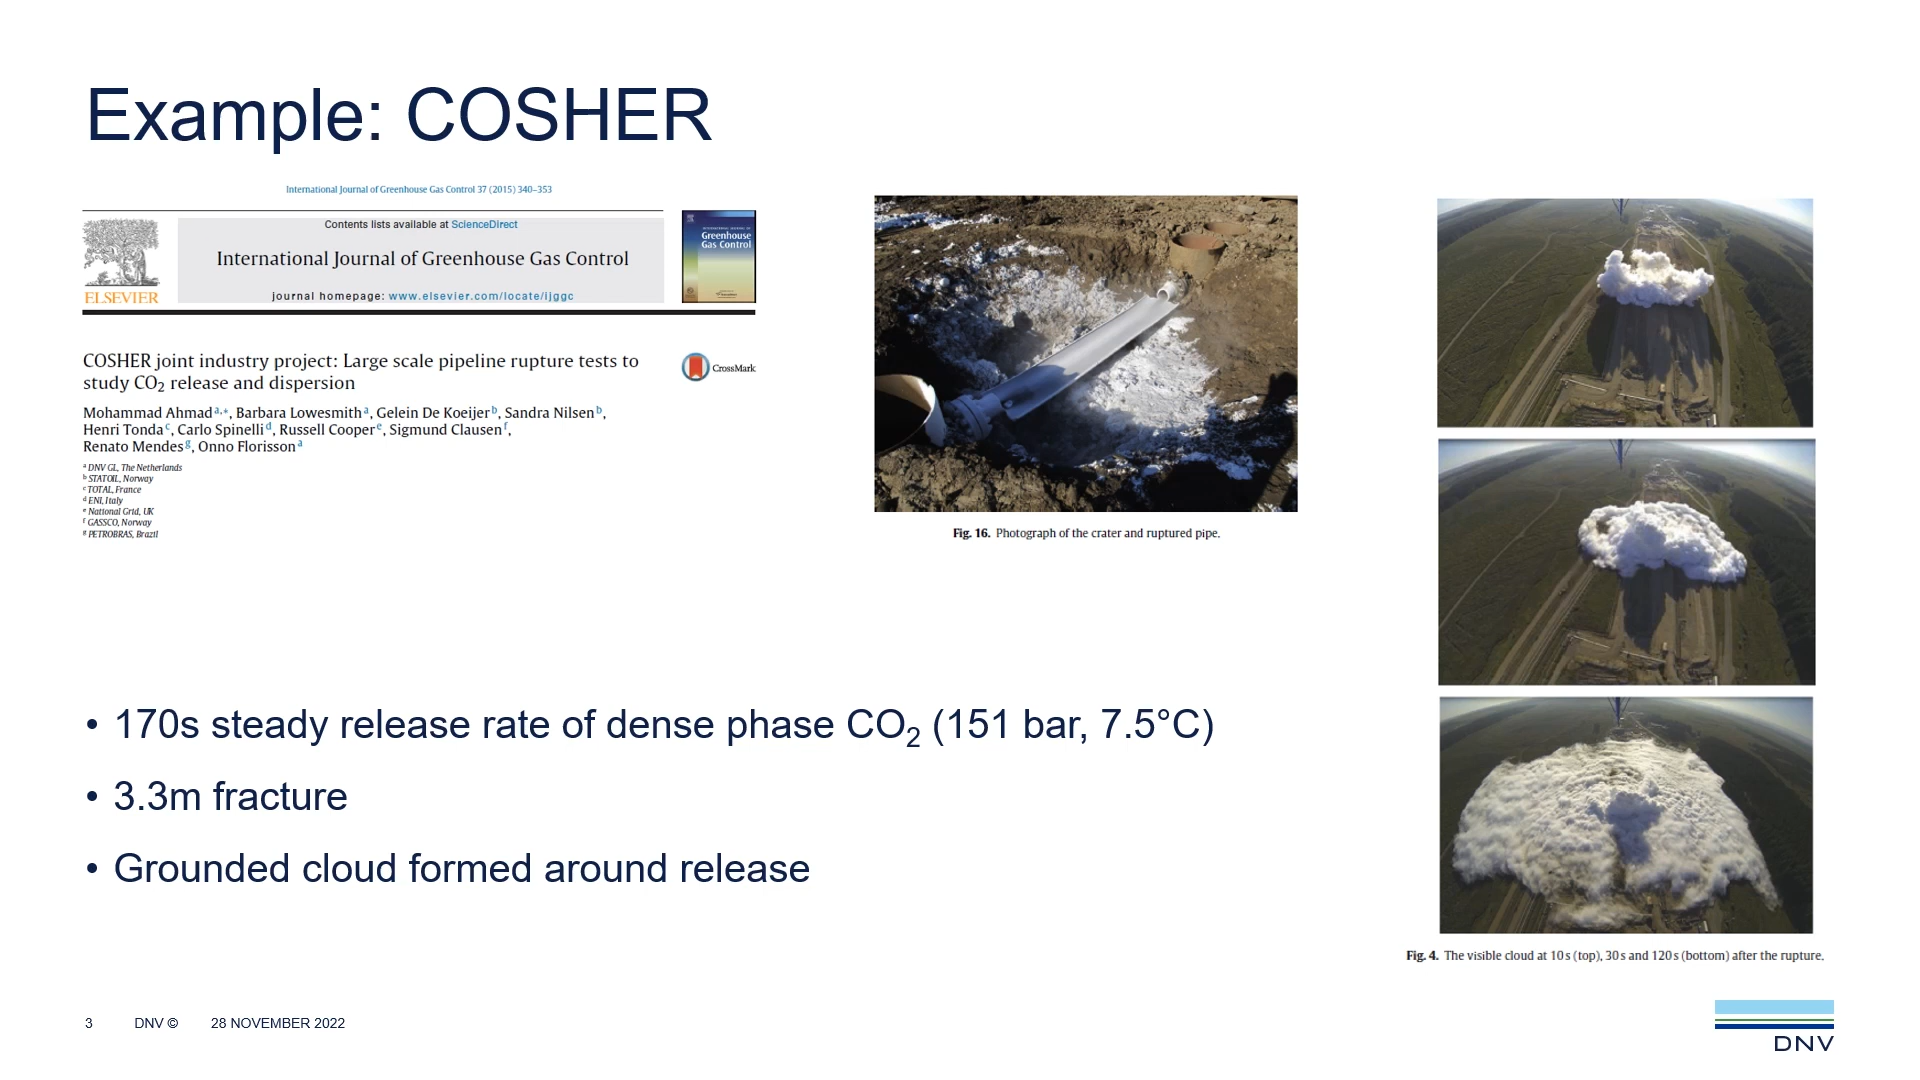 Example: COSHER
International Journal of Greenhouse Gas Control 37 (2015) 340–353
Contents lists available at ScienceDirect
International Journal of Greenhouse Gas Control
journal homepage: www.elsevier.com/locate/ijggc
ELSEVIER
Greenhouse
Gas Control
COSHER joint industry project: Large scale pipeline rupture tests to
study CO₂ release and dispersion
CrossMark
Mohammad Ahmad a,*, Barbara Lowesmith a, Gelein De Koeijer b, Sandra Nilsen b,
Henri Tonda c, Carlo Spinelli d, Russell Cooper e, Sigmund Clausen f,
Renato Mendes g, Onno Florisson a
a DNV GL, The Netherlands
b STATOIL, Norway
c TOTAL, France
d ENI, Italy
e National Grid, UK
f GASSCO, Norway
g PETROBRAS, Brazil
Fig. 16. Photograph of the crater and ruptured pipe.
• 170s steady release rate of dense phase CO₂ (151 bar, 7.5°C)
• 3.3m fracture
• Grounded cloud formed around release
Fig. 4. The visible cloud at 10 s (top), 30 s and 120 s (bottom) after the rupture.
3 DNV © 28 NOVEMBER 2022
DNV